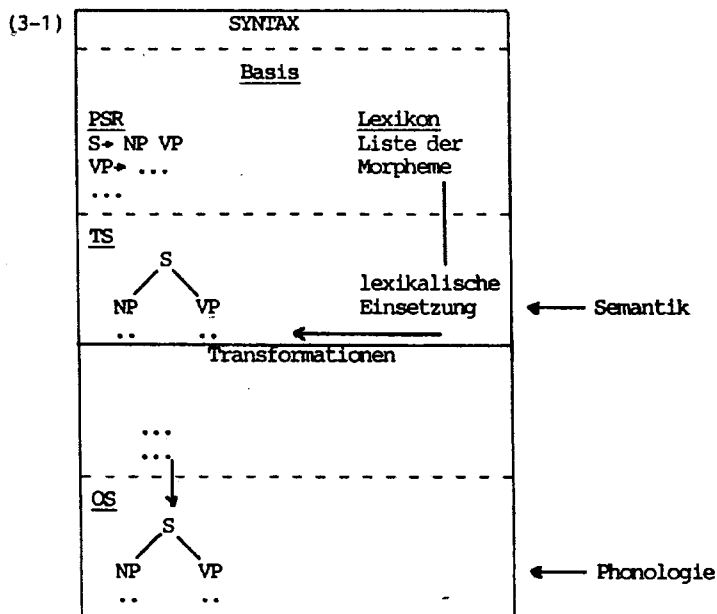 (3-1)
SYNTAX
Basis
PSR
S→ NP VP
VP→ ...
...
Lexikon
Liste der
Morpheme
TS
S
NP VP
.. ..
lexikalische
Einsetzung
Semantik
Transformationen
...
...
OS
S
NP VP
.. ..
Phonologie